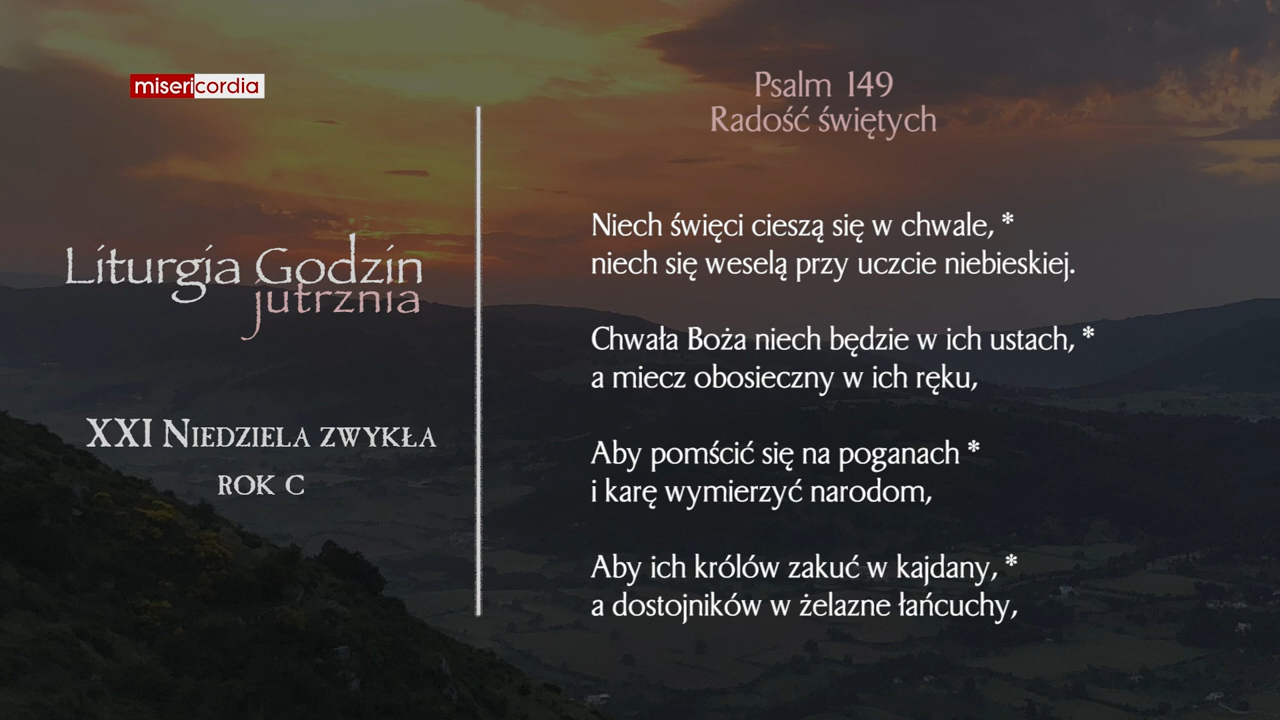 misericordia
Liturgia Godzin
jutrznia
XXI Niedziela zwykła
rok C
Psalm 149
Radość świętych
Niech święci cieszą się w chwale, *
niech się weselą przy uczcie niebieskiej.
Chwała Boża niech będzie w ich ustach, *
a miecz obosieczny w ich ręku,
Aby pomścić się na poganach *
i karę wymierzyć narodom,
Aby ich królów zakuć w kajdany, *
a dostojników w żelazne łańcuchy,